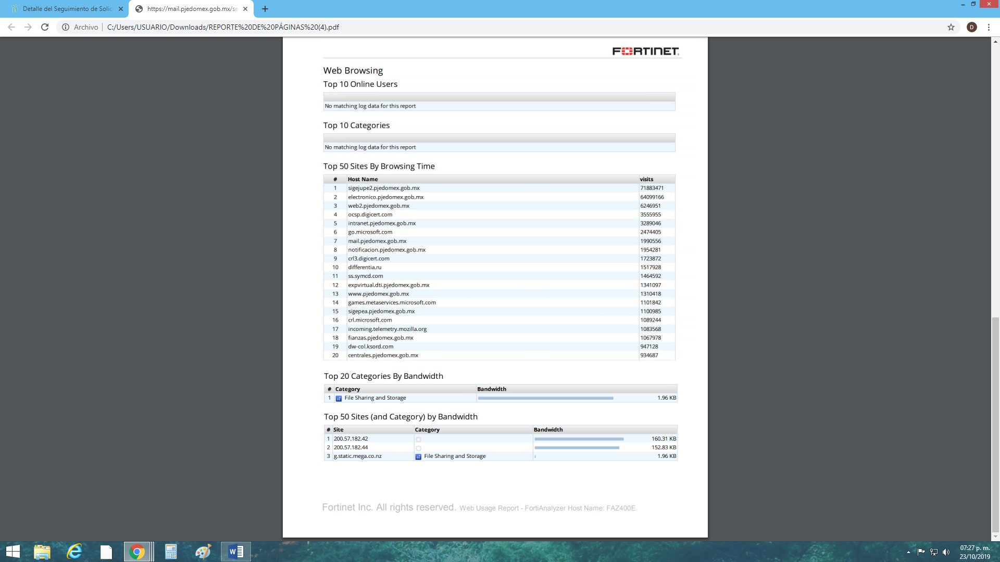 Detalle del Seguimiento de Solici
https://mail.pjedomex.gob.mx/se
Archivo
C:/Users/USUARIO/Downloads/REPORTE%20DE%20PÁGINAS%20(4).pdf
D
FORTINET
Web Browsing
Top 10 Online Users
No matching log data for this report
Top 10 Categories
No matching log data for this report
Top 50 Sites By Browsing Time
# Host Name visits
1 sigejupe2.pjedomex.gob.mx 71883471
2 electronico.pjedomex.gob.mx 64099166
3 web2.pjedomex.gob.mx 6246951
4 ocsp.digicert.com 3555955
5 intranet.pjedomex.gob.mx 3289046
6 go.microsoft.com 2474405
7 mail.pjedomex.gob.mx 1990556
8 notificacion.pjedomex.gob.mx 1954281
9 crl3.digicert.com 1723872
10 differentia.ru 1517928
11 ss.symcd.com 1464592
12 expvirtual.dti.pjedomex.gob.mx 1341097
13 www.pjedomex.gob.mx 1310418
14 games.metaservices.microsoft.com 1101842
15 sigepea.pjedomex.gob.mx 1100985
16 crl.microsoft.com 1089244
17 incoming.telemetry.mozilla.org 1083568
18 fianzas.pjedomex.gob.mx 1067978
19 dw-col.ksord.com 947128
20 centrales.pjedomex.gob.mx 934687
Top 20 Categories By Bandwidth
# Category Bandwidth
1 File Sharing and Storage 1.96 KB
Top 50 Sites (and Category) by Bandwidth
# Site Category Bandwidth
1 200.57.182.42 160.31 KB
2 200.57.182.44 152.83 KB
3 g.static.mega.co.nz File Sharing and Storage 1.96 KB
Fortinet Inc. All rights reserved. Web Usage Report - FortiAnalyzer Host Name: FAZ400E
07:27 p. m.
23/10/2019